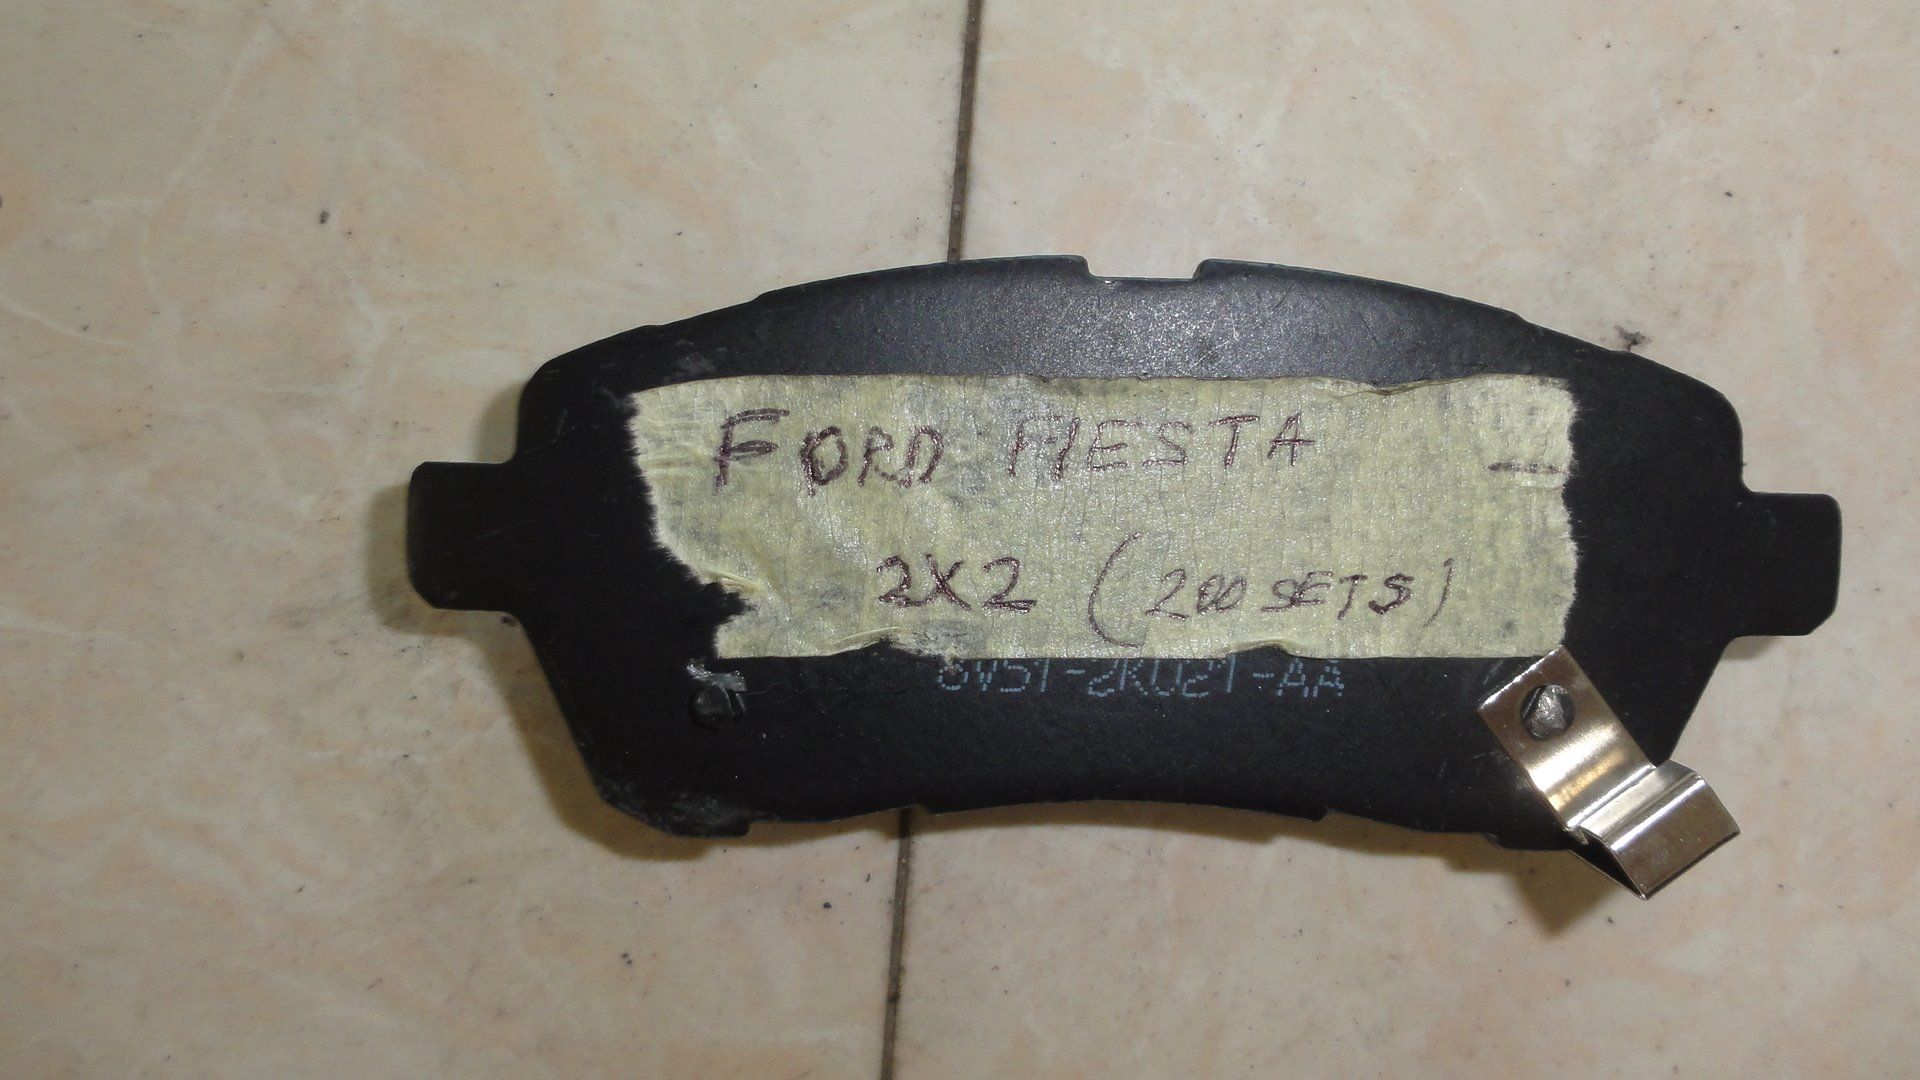 FORD FIESTA
2X2 (200 SETS)
8V51-2K021-AA